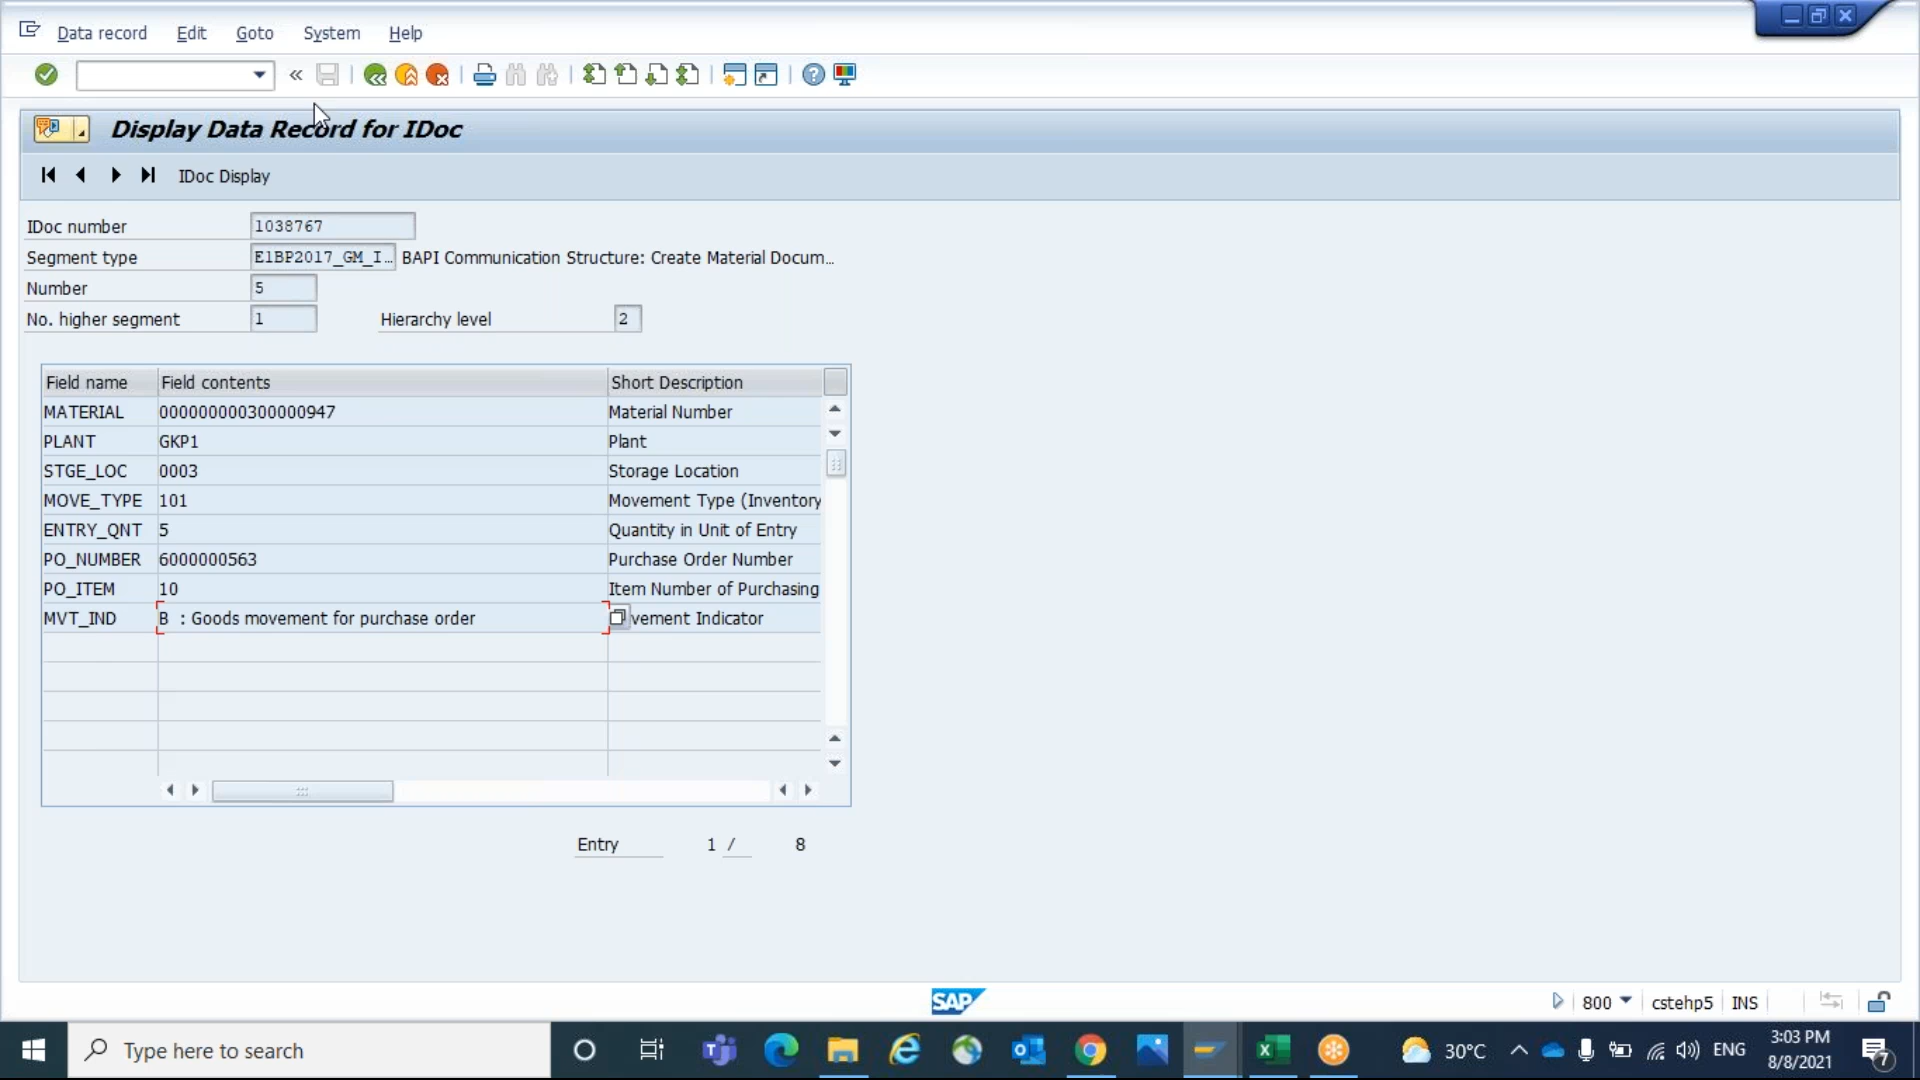 Data record Edit Goto System Help
Display Data Record for IDoc
IDoc Display
IDoc number 1038767
Segment type E1BP2017_GM_I... BAPI Communication Structure: Create Material Docum...
Number 5
No. higher segment 1 Hierarchy level 2
Field name Field contents Short Description
MATERIAL 000000000300000947 Material Number
PLANT GKP1 Plant
STGE_LOC 0003 Storage Location
MOVE_TYPE 101 Movement Type (Inventory
ENTRY_QNT 5 Quantity in Unit of Entry
PO_NUMBER 6000000563 Purchase Order Number
PO_ITEM 10 Item Number of Purchasing
MVT_IND B : Goods movement for purchase order vement Indicator
Entry 1 / 8
SAP
800 cstehp5 INS
Type here to search
30°C ENG
3:03 PM
8/8/2021
7